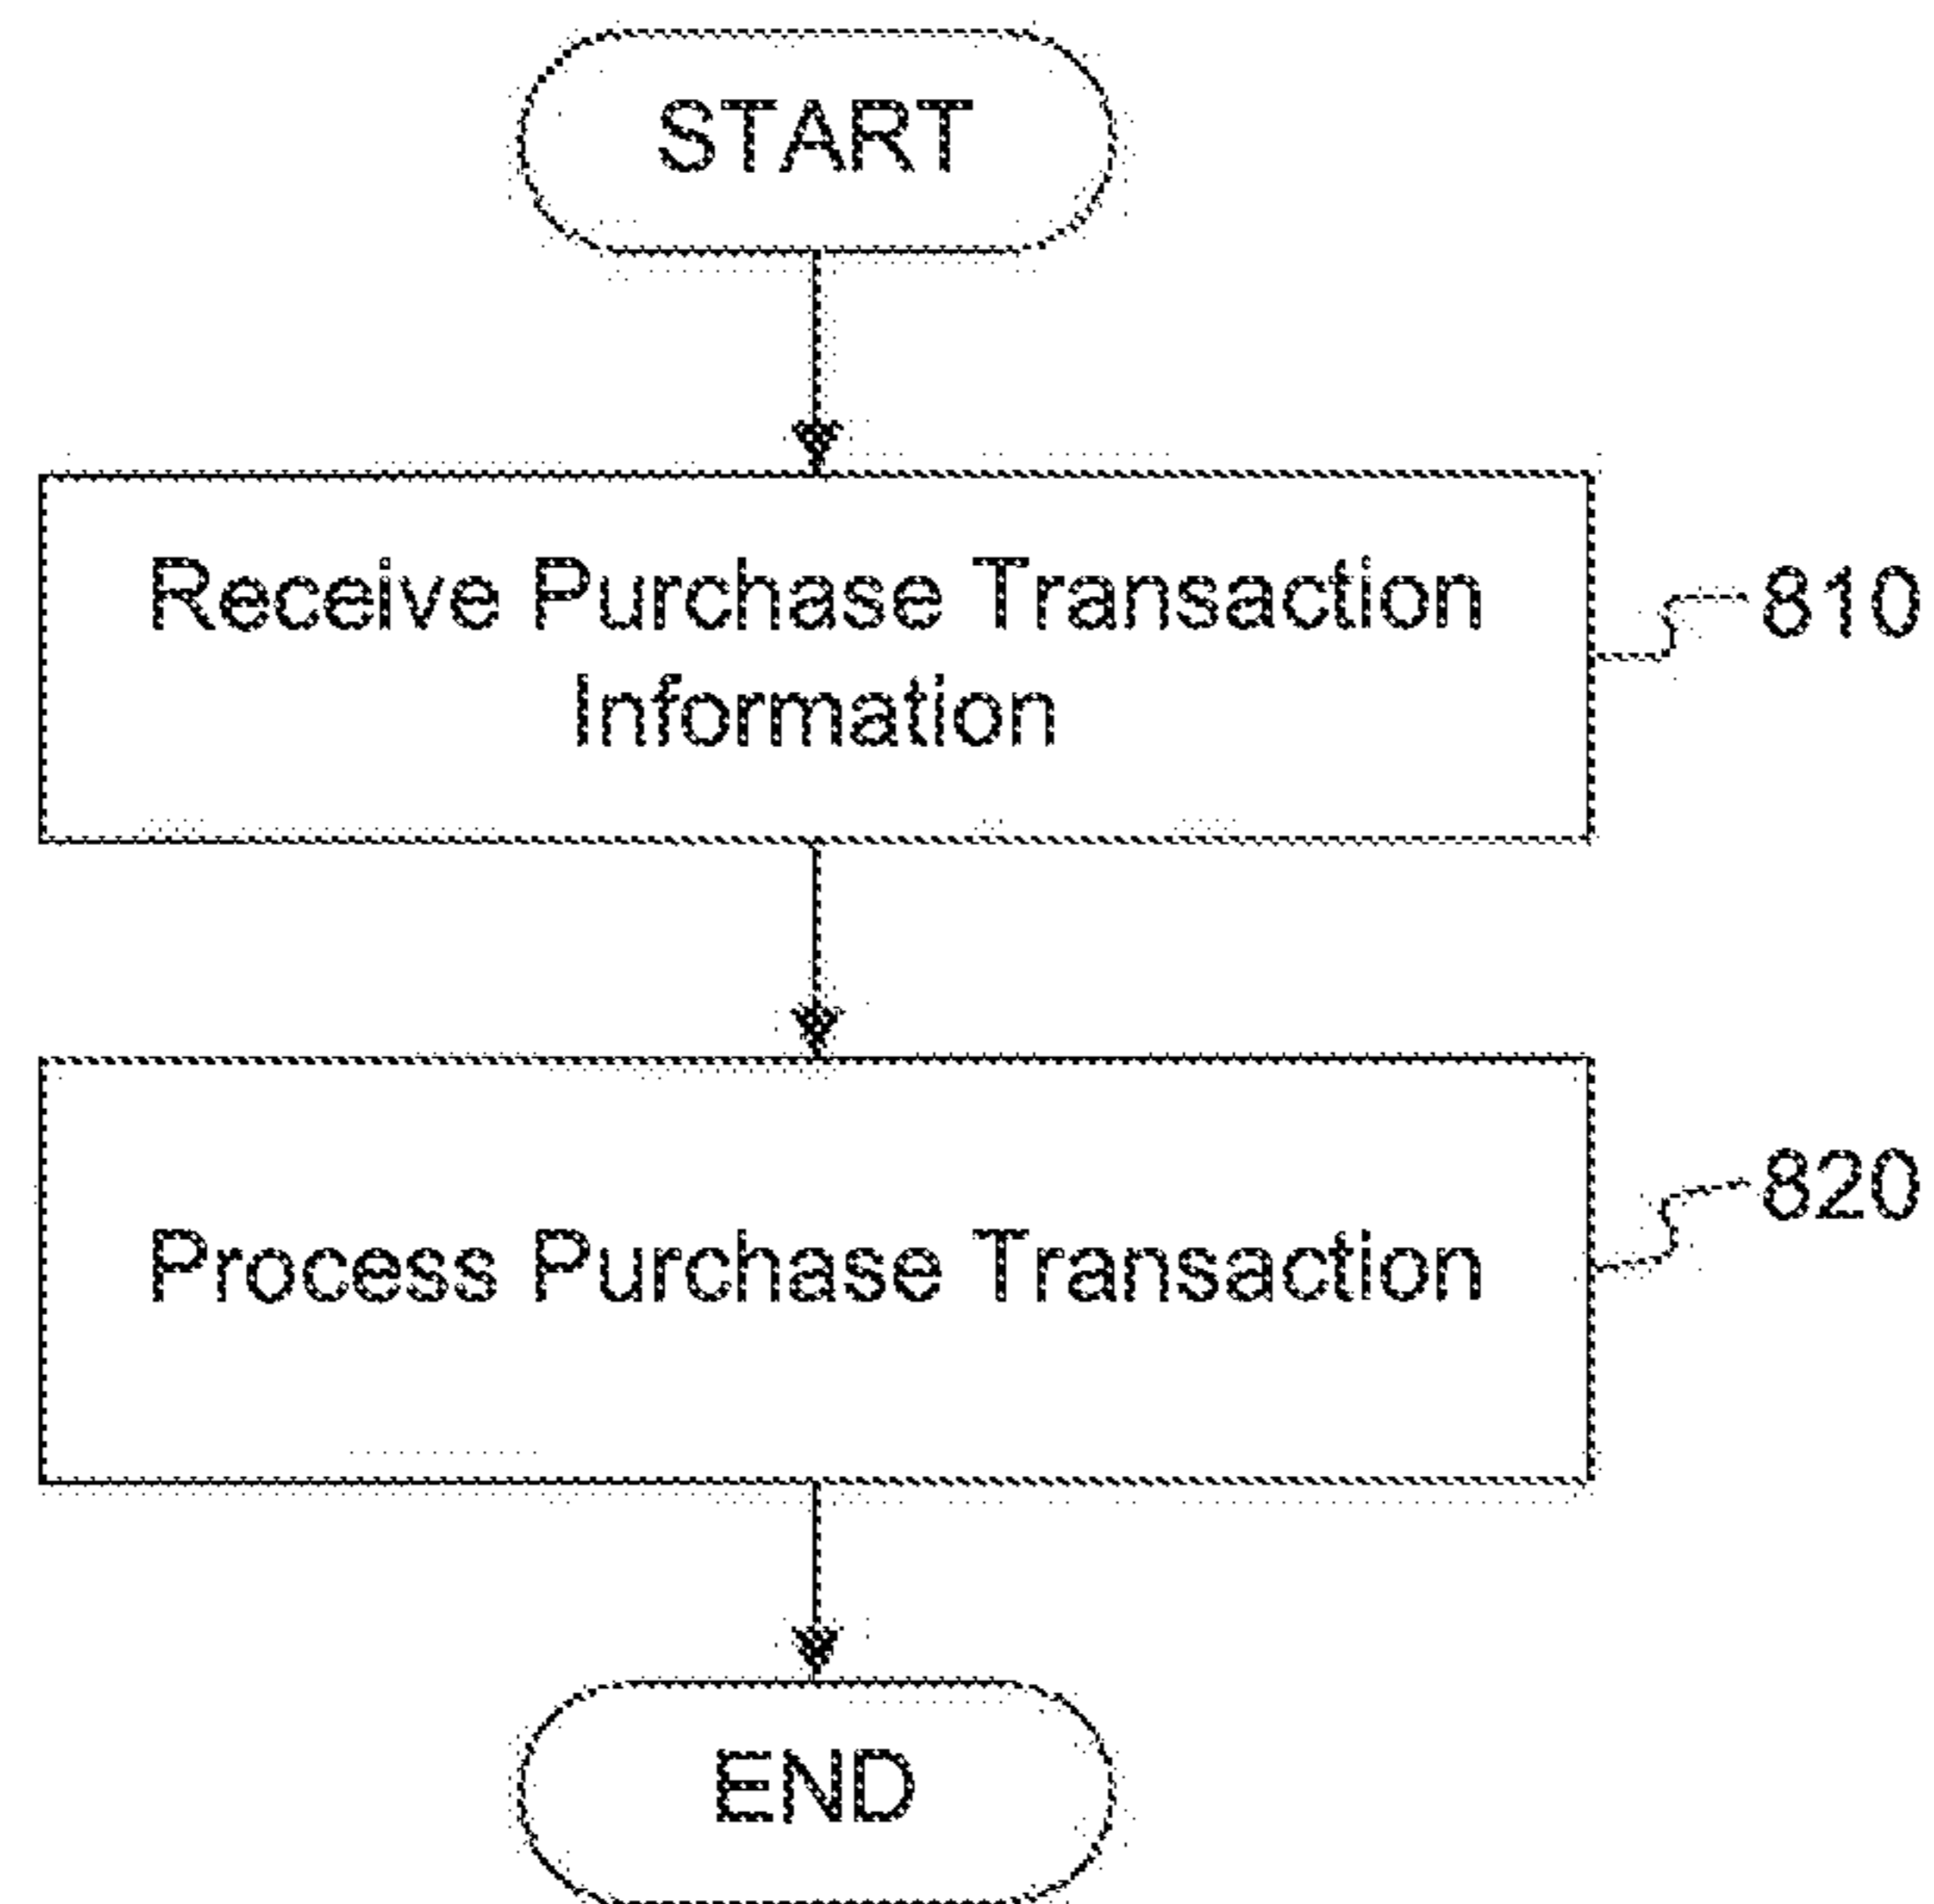 START
Receive Purchase Transaction
Information
810
Process Purchase Transaction
820
END